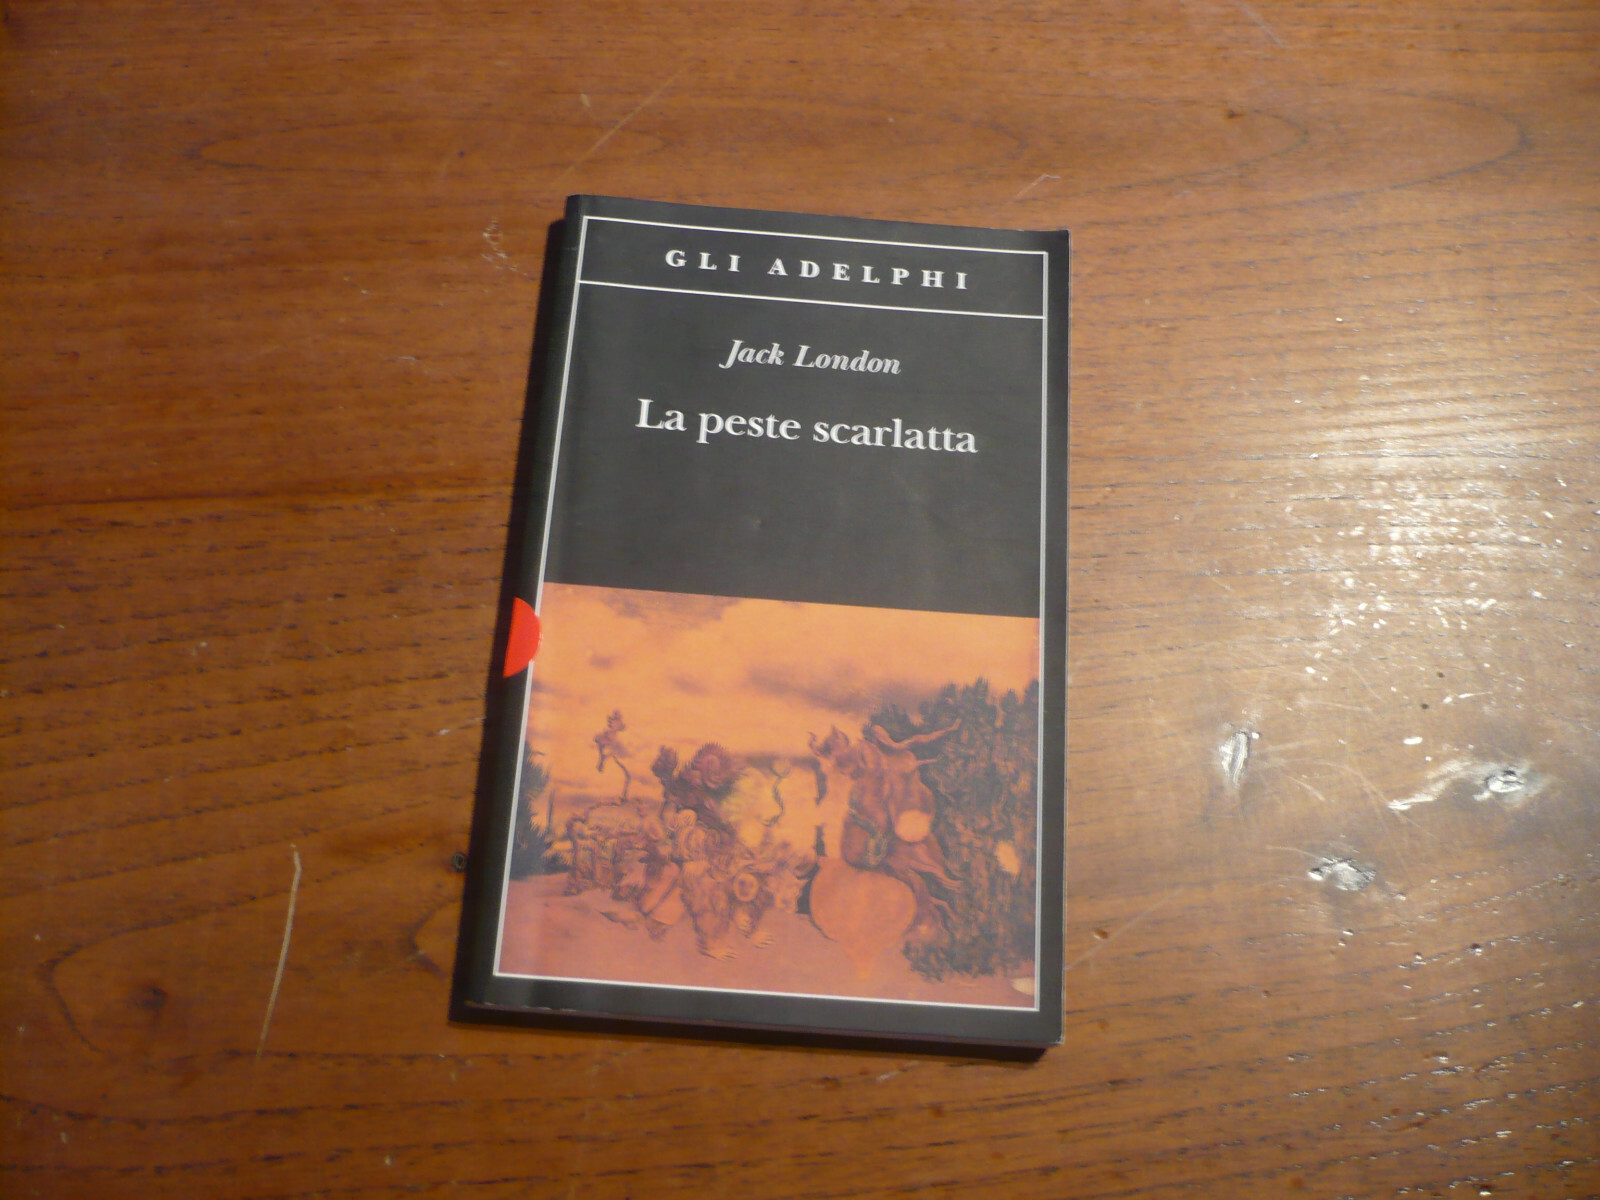 GLI ADELPHI
Jack London
La peste scarlatta